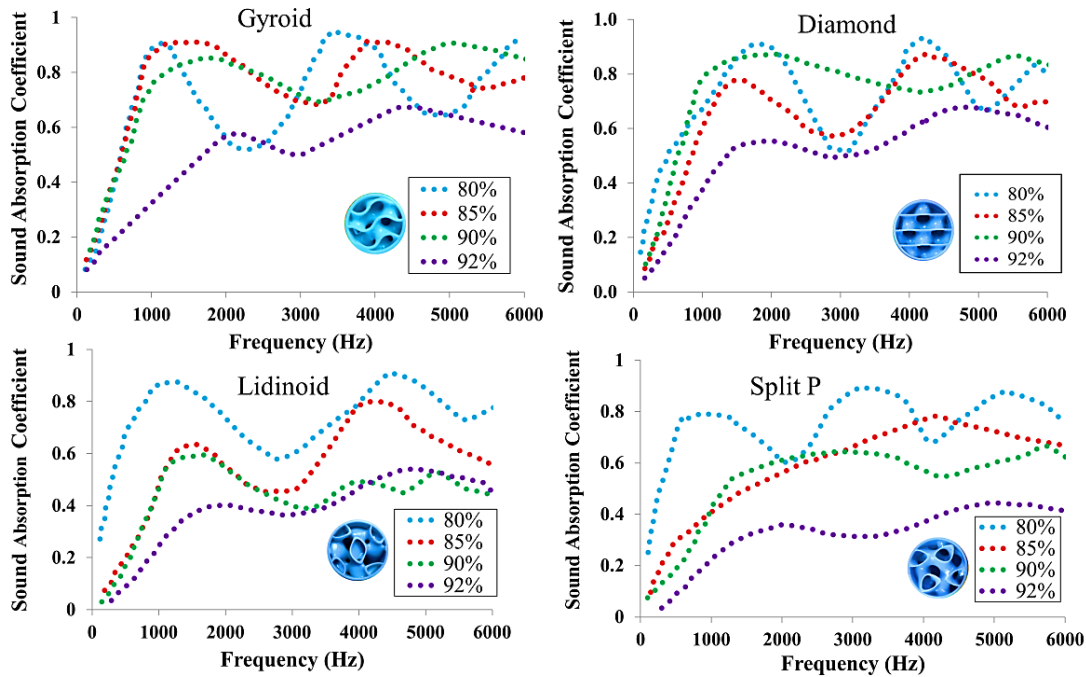 Gyroid
Sound Absorption Coefficient
1
0.8
0.6
0.4
0.2
0
0 1000 2000 3000 4000 5000 6000
Frequency (Hz)
80%
85%
90%
92%
Diamond
Sound Absorption Coefficient
1.0
0.8
0.6
0.4
0.2
0.0
0 1000 2000 3000 4000 5000 6000
Frequency (Hz)
80%
85%
90%
92%
Lidinoid
Sound Absorption Coefficient
1
0.8
0.6
0.4
0.2
0
0 1000 2000 3000 4000 5000 6000
Frequency (Hz)
80%
85%
90%
92%
Split P
Sound Absorption Coefficient
1
0.8
0.6
0.4
0.2
0
0 1000 2000 3000 4000 5000 6000
Frequency (Hz)
80%
85%
90%
92%